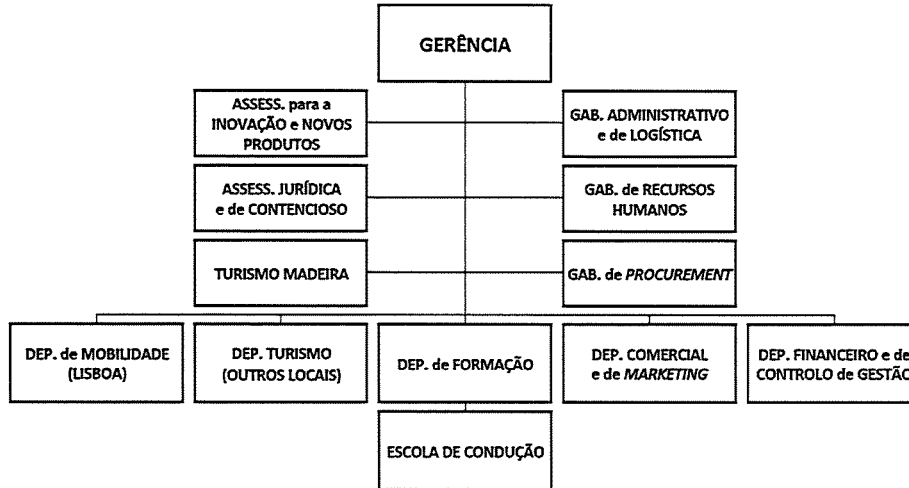 GERÊNCIA
ASSESS. para a
INOVAÇÃO e NOVOS
PRODUTOS
GAB. ADMINISTRATIVO
e de LOGÍSTICA
ASSESS. JURÍDICA
e de CONTENCIOSO
GAB. de RECURSOS
HUMANOS
TURISMO MADEIRA
GAB. de PROCUREMENT
DEP. de MOBILIDADE
(LISBOA)
DEP. TURISMO
(OUTROS LOCAIS)
DEP. de FORMAÇÃO
DEP. COMERCIAL
e de MARKETING
DEP. FINANCEIRO e de
CONTROLO de GESTÃO
ESCOLA DE CONDUÇÃO